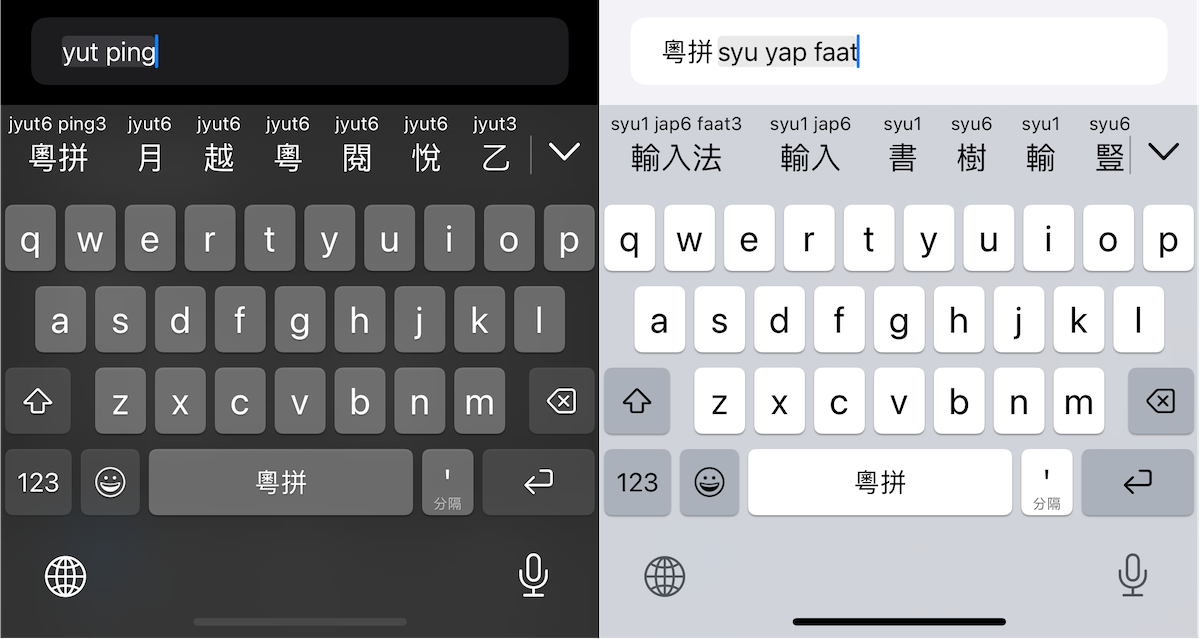 yut ping
jyut6 ping3 jyut6 jyut6 jyut6 jyut6 jyut6 jyut3
粵拼 月 越 粵 閱 悅 乙
q w e r t y u i o p
a s d f g h j k l
z x c v b n m
123 粵拼 '
分隔
粵拼 syu yap faat
syu1 jap6 faat3 syu1 jap6 syu1 syu6 syu1 syu6
輸入法 輸入 書 樹 輸 豎
q w e r t y u i o p
a s d f g h j k l
z x c v b n m
123 粵拼 '
分隔